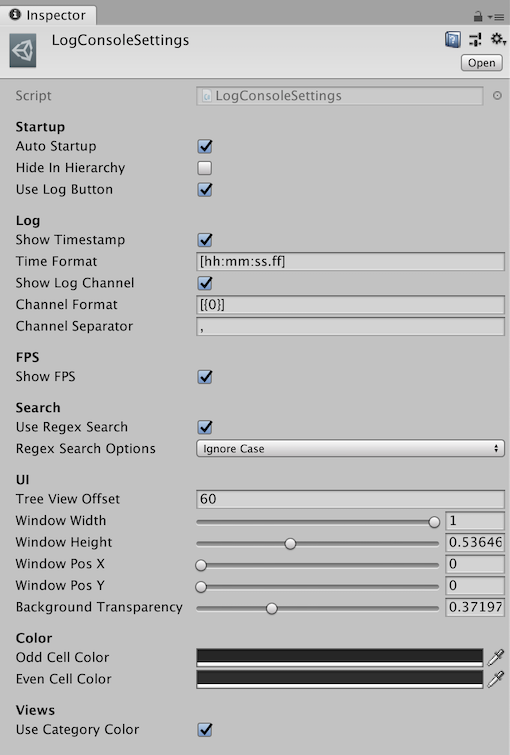 Inspector
LogConsoleSettings
Open
Script LogConsoleSettings
Startup
Auto Startup
Hide In Hierarchy
Use Log Button
Log
Show Timestamp
Time Format [hh:mm:ss.ff]
Show Log Channel
Channel Format [{0}]
Channel Separator ,
FPS
Show FPS
Search
Use Regex Search
Regex Search Options Ignore Case
UI
Tree View Offset 60
Window Width 1
Window Height 0.53646
Window Pos X 0
Window Pos Y 0
Background Transparency 0.37197
Color
Odd Cell Color
Even Cell Color
Views
Use Category Color